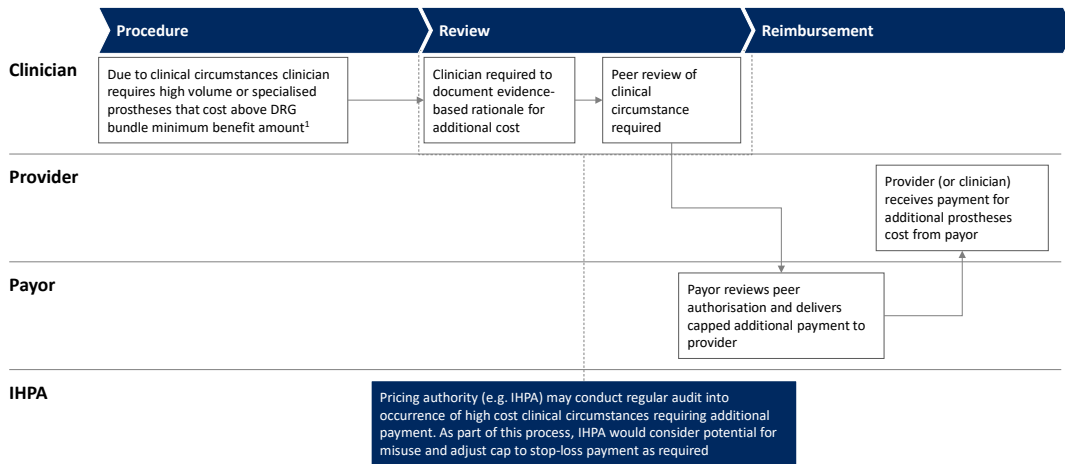 Procedure
Review
Reimbursement
Clinician
Due to clinical circumstances clinician
requires high volume or specialised
prostheses that cost above DRG
bundle minimum benefit amount¹
Clinician required to
document evidence-
based rationale for
additional cost
Peer review of
clinical
circumstance
required
Provider
Provider (or clinician)
receives payment for
additional prostheses
cost from payor
Payor
Payor reviews peer
authorisation and delivers
capped additional payment to
provider
IHPA
Pricing authority (e.g. IHPA) may conduct regular audit into
occurrence of high cost clinical circumstances requiring additional
payment. As part of this process, IHPA would consider potential for
misuse and adjust cap to stop-loss payment as required